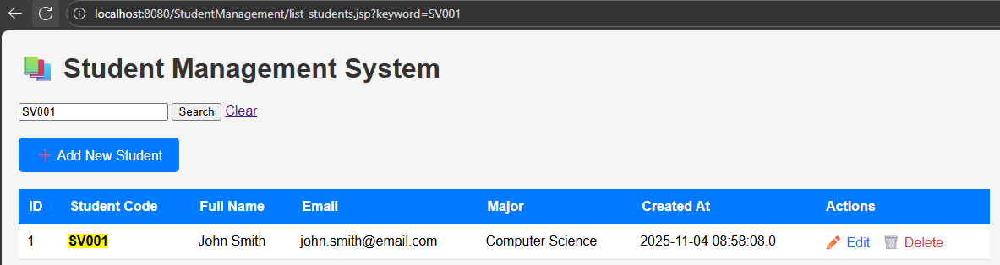 localhost:8080/StudentManagement/list_students.jsp?keyword=SV001
Student Management System
SV001 Search Clear
Add New Student
ID Student Code Full Name Email Major Created At Actions
1 SV001 John Smith john.smith@email.com Computer Science 2025-11-04 08:58:08.0 Edit Delete